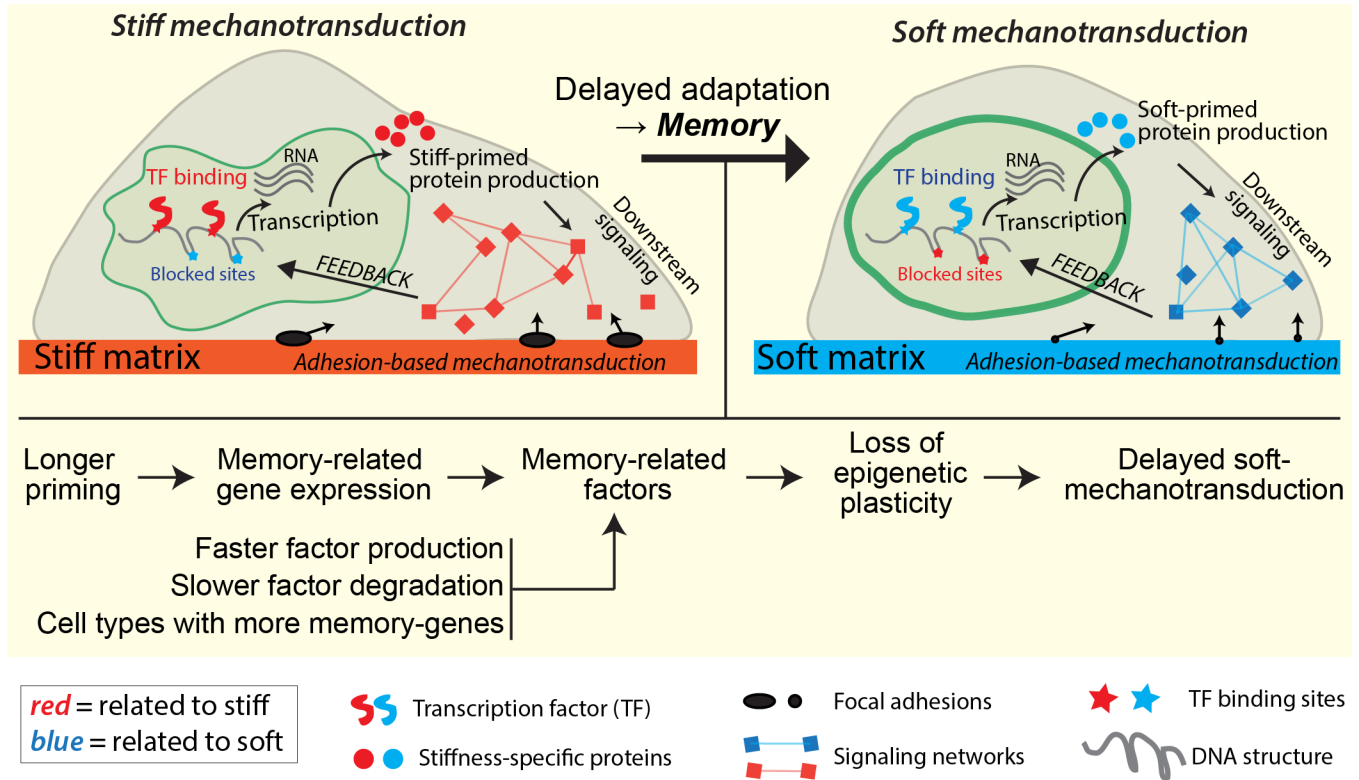 Stiff mechanotransduction
Soft mechanotransduction
Delayed adaptation
→ Memory
TF binding
RNA
Transcription
Blocked sites
Stiff-primed
protein production
Downstream
signaling
FEEDBACK
Stiff matrix
Adhesion-based mechanotransduction
TF binding
RNA
Transcription
Blocked sites
Soft-primed
protein production
Downstream
signaling
FEEDBACK
Soft matrix
Adhesion-based mechanotransduction
Longer
priming
Memory-related
gene expression
Memory-related
factors
Loss of
epigenetic
plasticity
Delayed soft-
mechanotransduction
Faster factor production
Slower factor degradation
Cell types with more memory-genes
red = related to stiff
blue = related to soft
Transcription factor (TF)
Stiffness-specific proteins
Focal adhesions
Signaling networks
TF binding sites
DNA structure